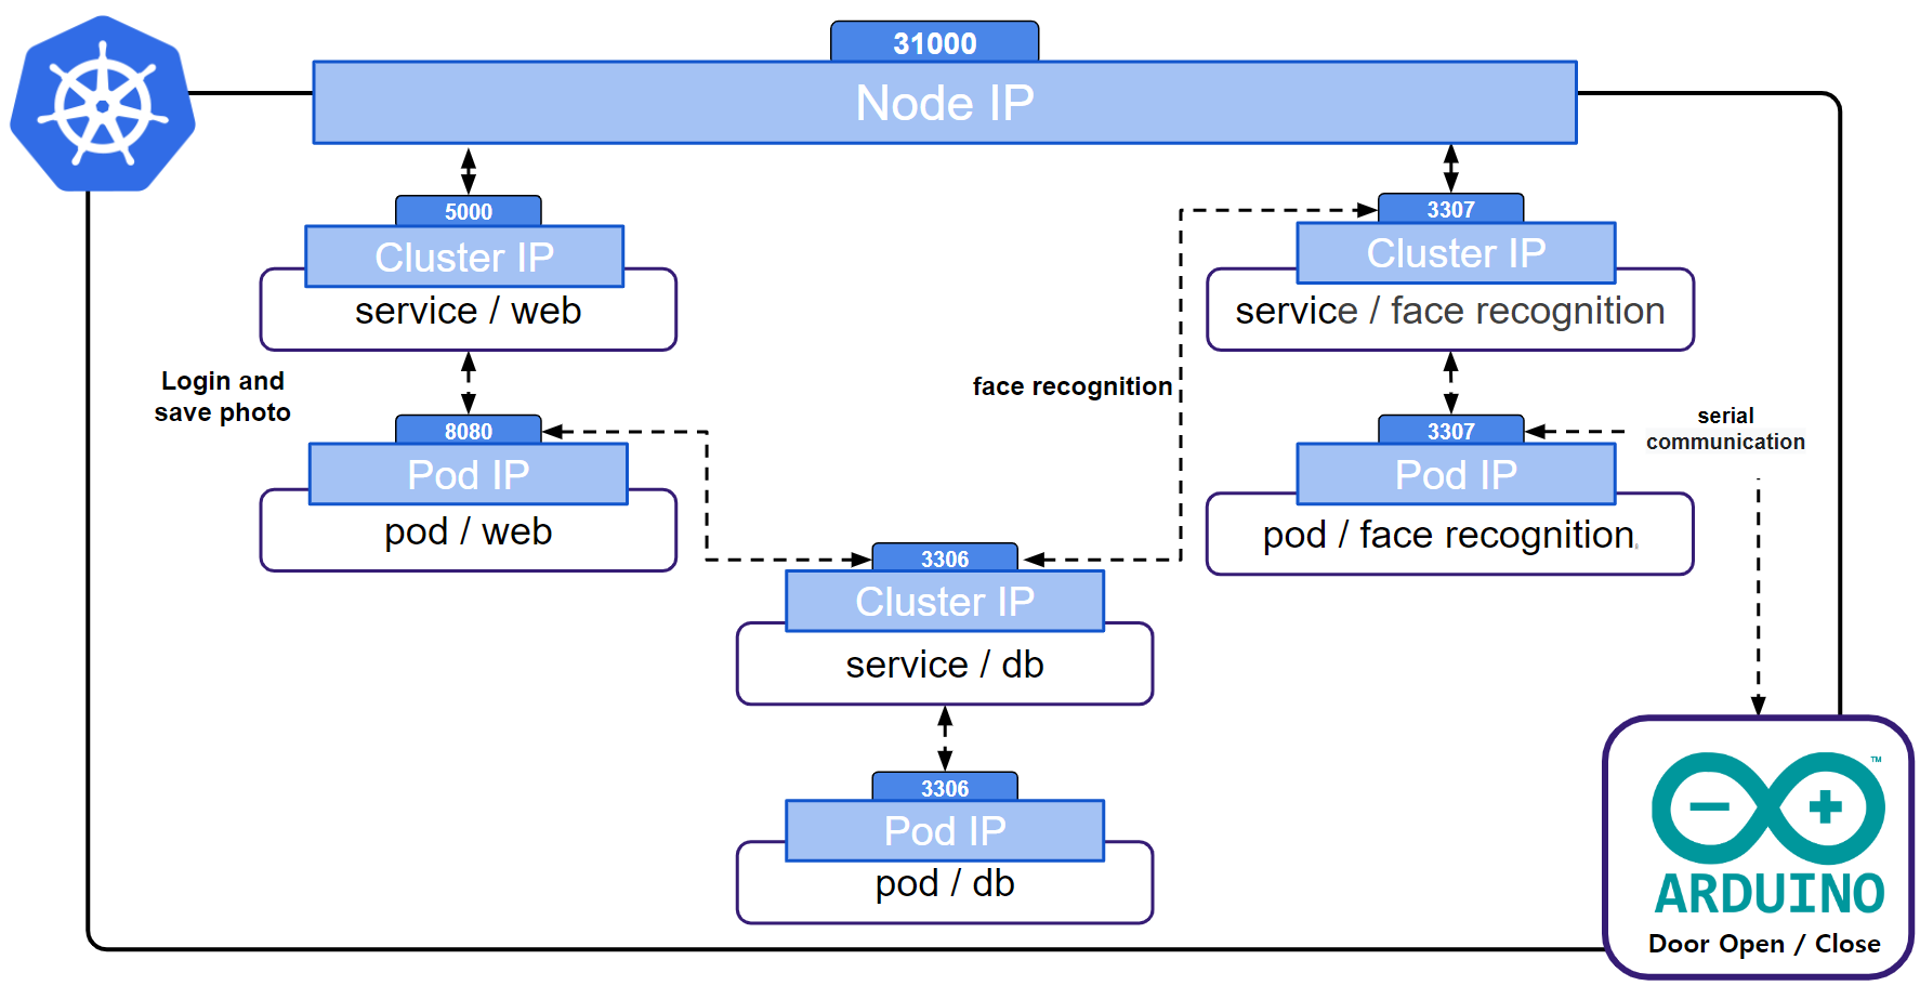 31000
Node IP
5000
Cluster IP
service / web
3307
Cluster IP
service / face recognition
Login and
save photo
face recognition
8080
Pod IP
pod / web
3307
Pod IP
pod / face recognition.
serial
communication
3306
Cluster IP
service / db
3306
Pod IP
pod / db
TM
ARDUINO
Door Open / Close